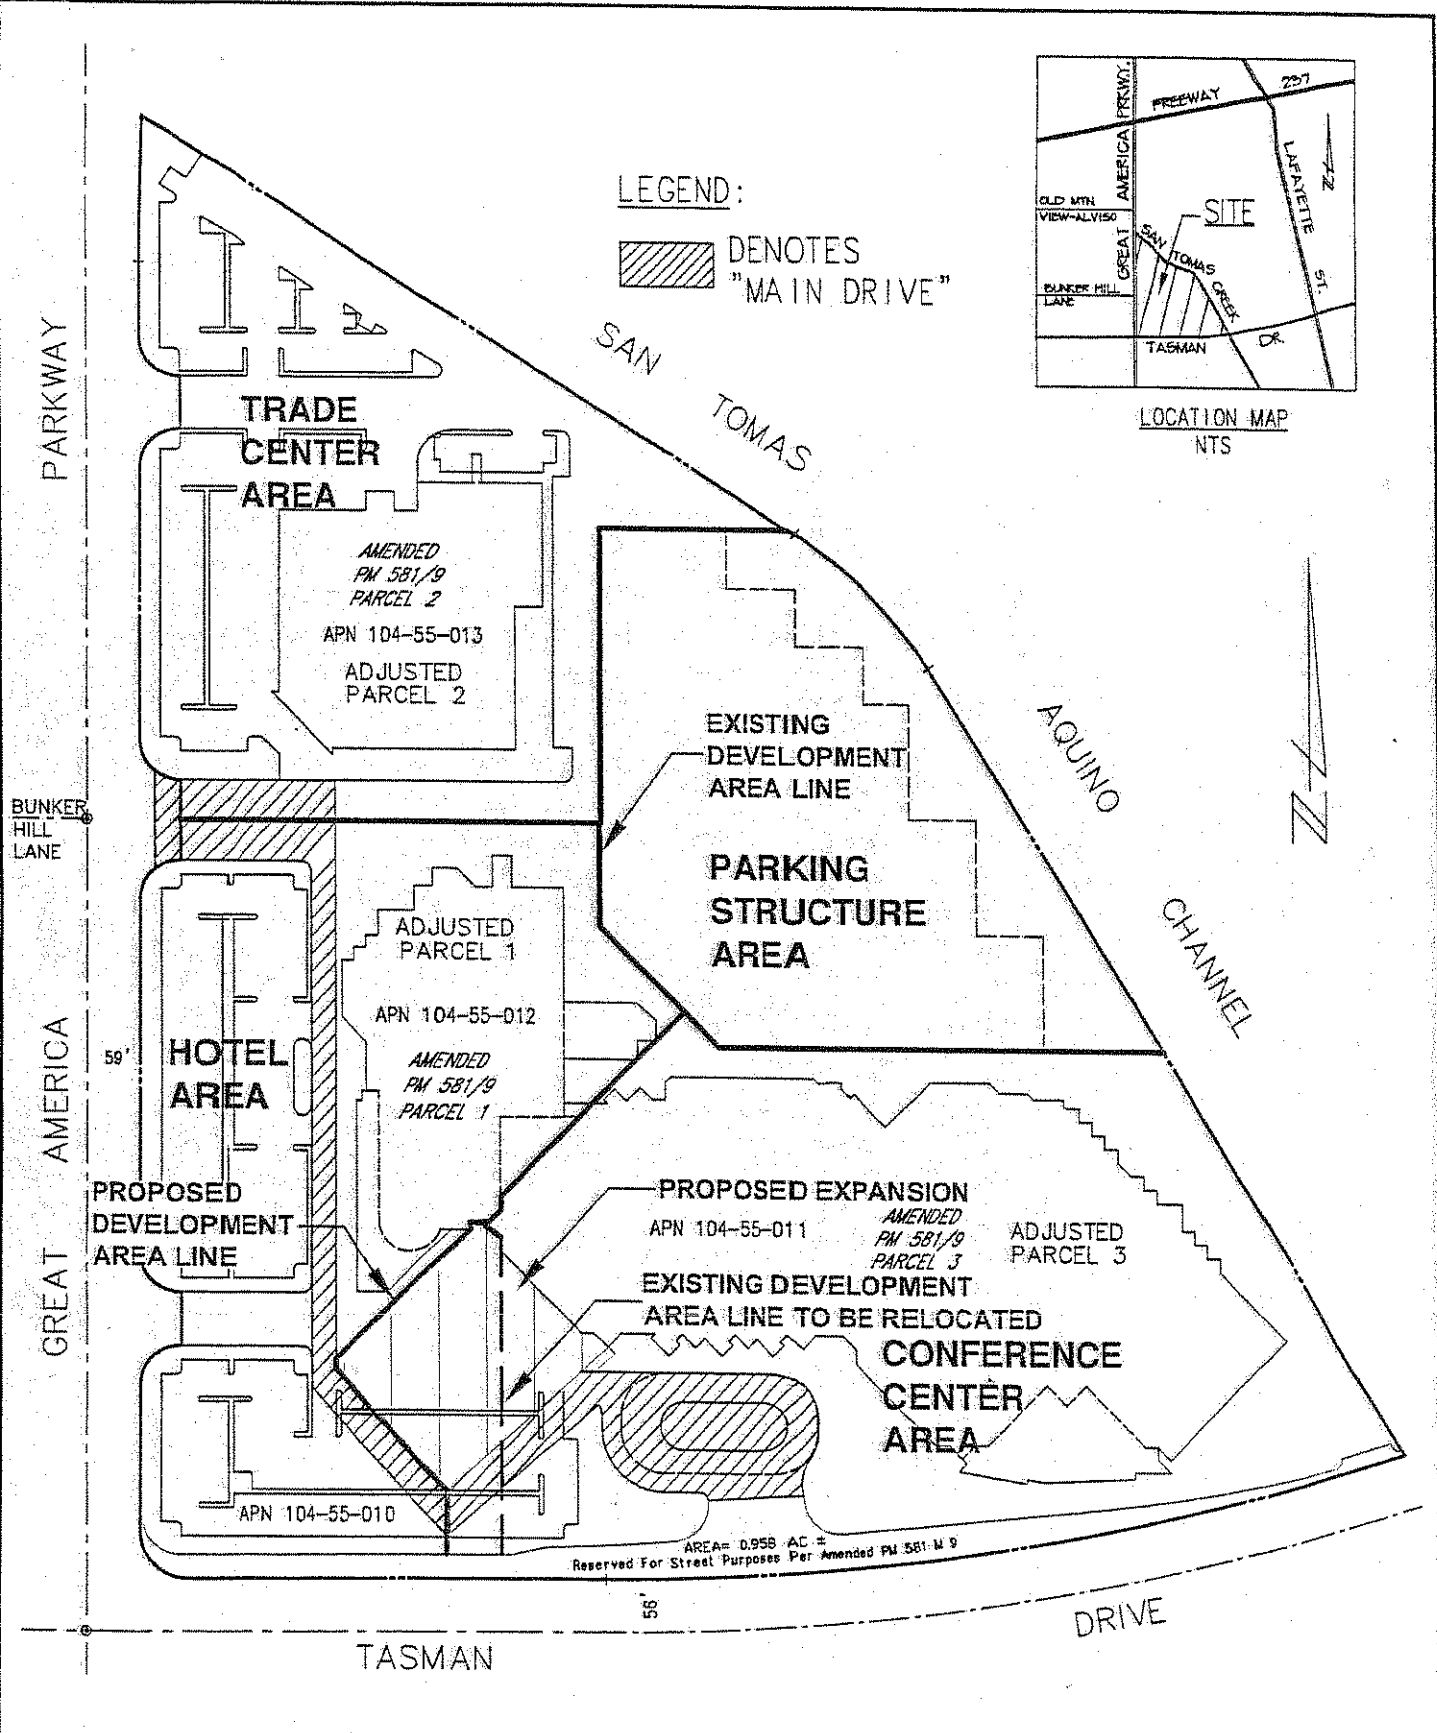 LEGEND:
DENOTES
"MAIN DRIVE"
FREEWAY 237
GREAT AMERICA PRKWY.
LAFAYETTE ST.
OLD MTN
VIEW-ALVISO
SITE
SAN TOMAS CREEK
BUNKER HILL
LANE
TASMAN DR.
N
LOCATION MAP
NTS
SAN TOMAS AQUINO CHANNEL
GREAT AMERICA PARKWAY
TRADE
CENTER
AREA
AMENDED
PM 581/9
PARCEL 2
APN 104-55-013
ADJUSTED
PARCEL 2
EXISTING
DEVELOPMENT
AREA LINE
PARKING
STRUCTURE
AREA
N
BUNKER
HILL
LANE
ADJUSTED
PARCEL 1
APN 104-55-012
AMENDED
PM 581/9
PARCEL 1
59'
HOTEL
AREA
PROPOSED
DEVELOPMENT
AREA LINE
PROPOSED EXPANSION
APN 104-55-011
AMENDED
PM 581/9
PARCEL 3
ADJUSTED
PARCEL 3
EXISTING DEVELOPMENT
AREA LINE TO BE RELOCATED
CONFERENCE
CENTER
AREA
APN 104-55-010
AREA= 0.958 AC ±
Reserved For Street Purposes Per Amended PM 581 M 9
56'
TASMAN DRIVE